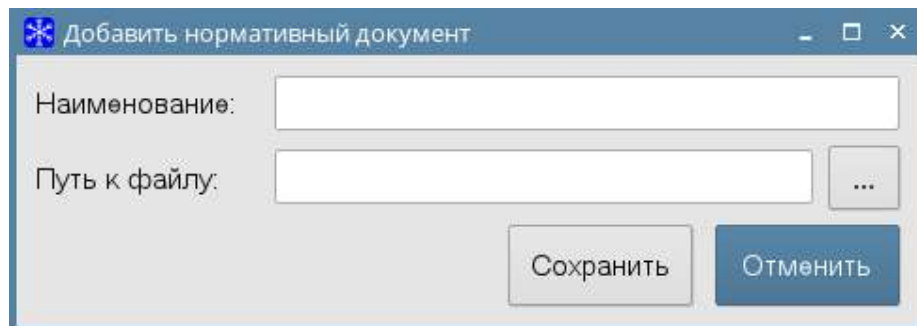 Добавить нормативный документ
Наименование:
Путь к файлу:
...
Сохранить
Отменить